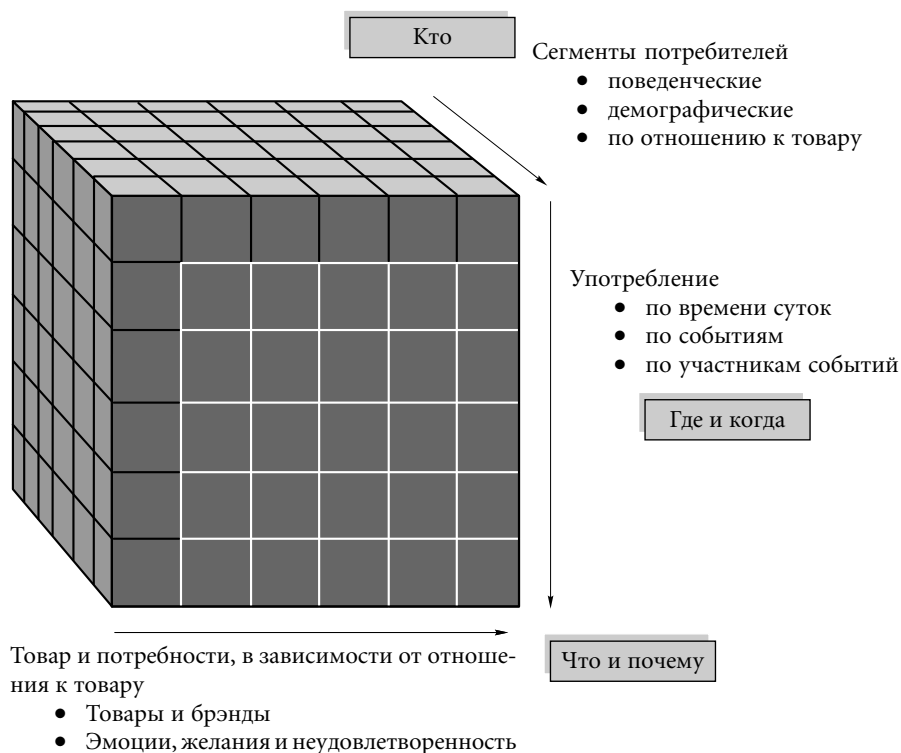 Кто
Сегменты потребителей
• поведенческие
• демографические
• по отношению к товару
Употребление
• по времени суток
• по событиям
• по участникам событий
Где и когда
Товар и потребности, в зависимости от отноше-
ния к товару
• Товары и брэнды
• Эмоции, желания и неудовлетворенность
Что и почему